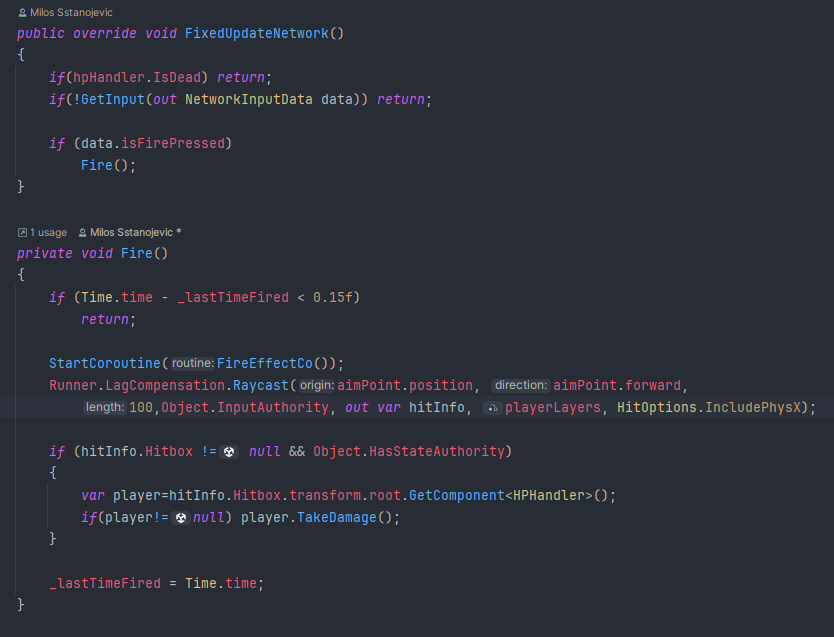 Milos Sstanojevic
public override void FixedUpdateNetwork()
{
if(hpHandler.IsDead) return;
if(!GetInput(out NetworkInputData data)) return;
if (data.isFirePressed)
Fire();
}
1 usage Milos Sstanojevic *
private void Fire()
{
if (Time.time - _lastTimeFired < 0.15f)
return;
StartCoroutine(routine:FireEffectCo());
Runner.LagCompensation.Raycast(origin:aimPoint.position, direction:aimPoint.forward,
length:100,Object.InputAuthority, out var hitInfo, playerLayers, HitOptions.IncludePhysX);
if (hitInfo.Hitbox != null && Object.HasStateAuthority)
{
var player=hitInfo.Hitbox.transform.root.GetComponent<HPHandler>();
if(player!=null) player.TakeDamage();
}
_lastTimeFired = Time.time;
}